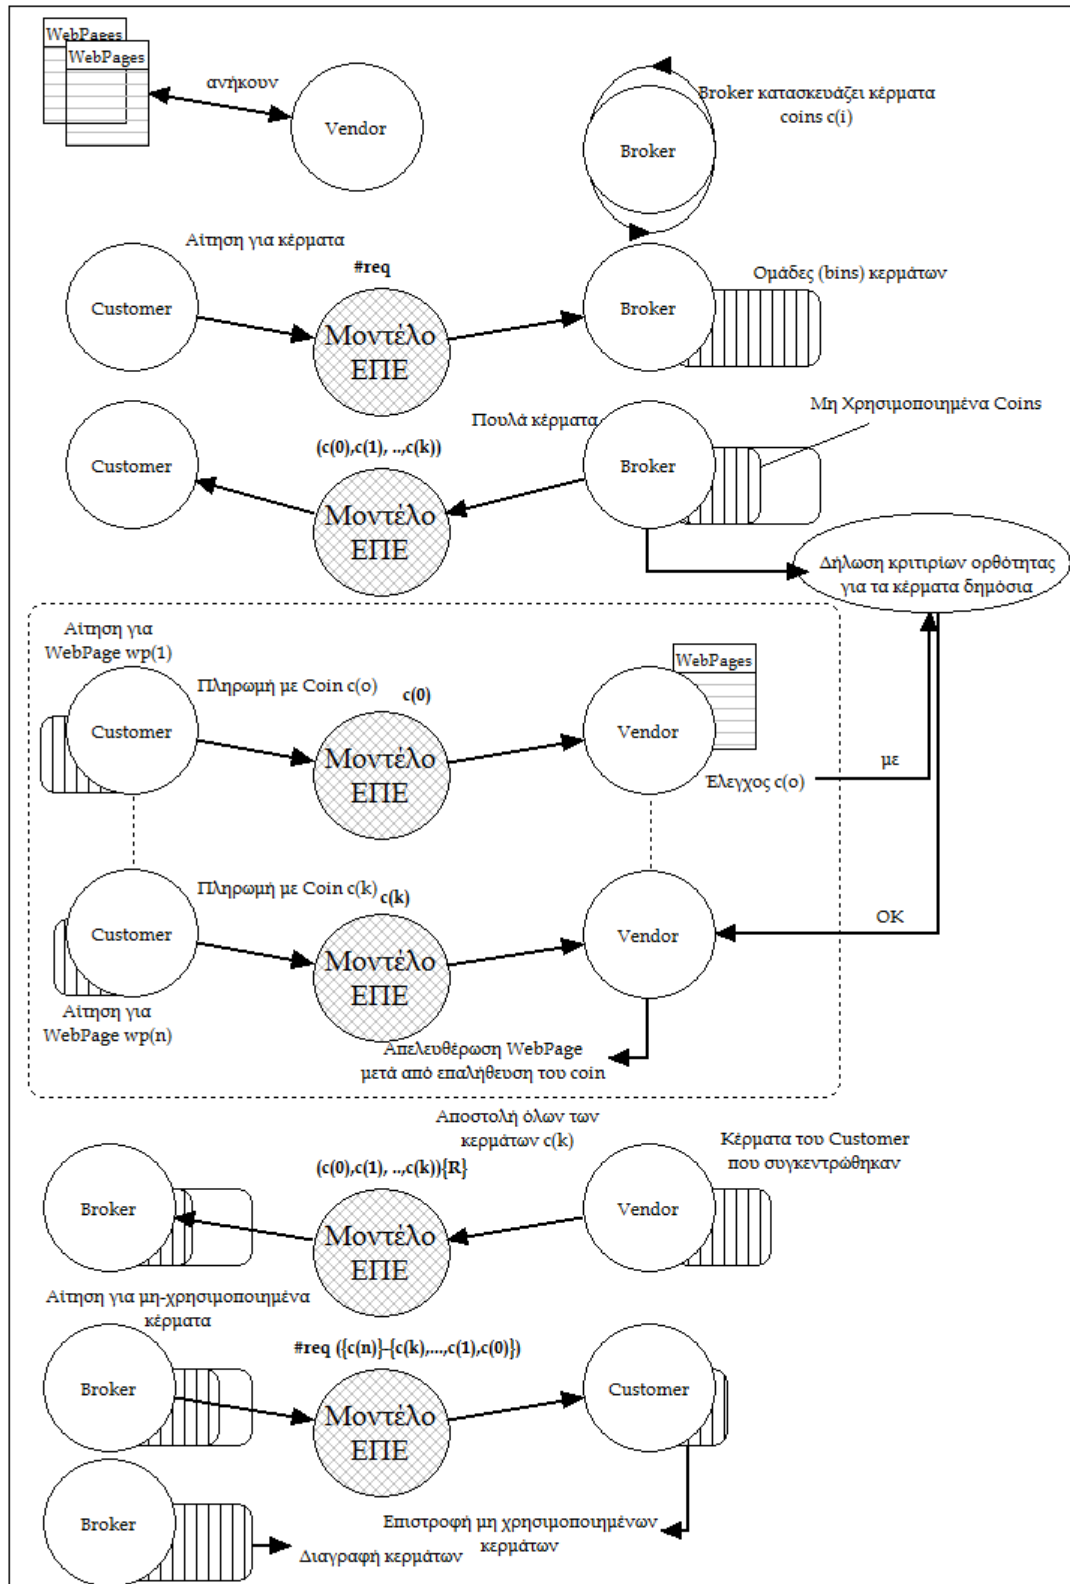 WebPages
WebPages
ανήκουν
Vendor
Broker κατασκευάζει κέρματα
coins c(i)
Broker
Αίτηση για κέρματα
#req
Customer
Μοντέλο
ΕΠΕ
Broker
Ομάδες (bins) κερμάτων
Πουλά κέρματα
Μη Χρησιμοποιημένα Coins
(c(0),c(1), ..,c(k))
Customer
Μοντέλο
ΕΠΕ
Broker
Δήλωση κριτιρίων ορθότητας
για τα κέρματα δημόσια
Αίτηση για
WebPage wp(1)
Πληρωμή με Coin c(o)
c(0)
WebPages
Customer
Μοντέλο
ΕΠΕ
Vendor
Έλεγχος c(o)
με
Πληρωμή με Coin c(k)
c(k)
Customer
Μοντέλο
ΕΠΕ
Vendor
OK
Αίτηση για
WebPage wp(n)
Απελευθέρωση WebPage
μετά από επαλήθευση του coin
Αποστολή όλων των
κερμάτων c(k)
Κέρματα του Customer
που συγκεντρώθηκαν
(c(0),c(1), ..,c(k)){R}
Broker
Μοντέλο
ΕΠΕ
Vendor
Αίτηση για μη-χρησιμοποιημένα
κέρματα
#req ({c(n)}-{c(k),...,c(1),c(0)})
Broker
Μοντέλο
ΕΠΕ
Customer
Broker
Επιστροφή μη χρησιμοποιημένων
κερμάτων
Διαγραφή κερμάτων